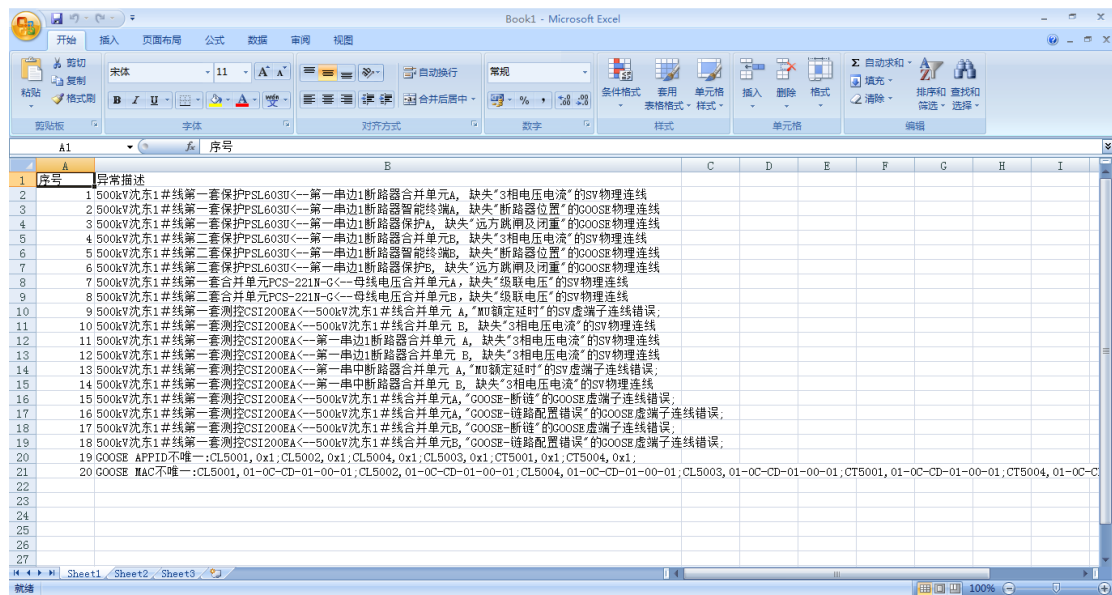 Book1 - Microsoft Excel
开始 插入 页面布局 公式 数据 审阅 视图
剪切
复制
格式刷
粘贴
宋体 11
B I U
自动换行
合并后居中
常规
条件格式 套用表格格式 单元格样式
插入 删除 格式
Σ 自动求和
填充
清除
排序和筛选 查找和选择
剪贴板 字体 对齐方式 数字 样式 单元格 编辑
A1 fx 序号
A B C D E F G H I
1 序号 异常描述
2 1 500kV沈东1#线第一套保护PSL603U<--第一串边1断路器合并单元A, 缺失"3相电压电流"的SV物理连线
3 2 500kV沈东1#线第一套保护PSL603U<--第一串边1断路器智能终端A, 缺失"断路器位置"的GOOSE物理连线
4 3 500kV沈东1#线第一套保护PSL603U<--第一串边1断路器保护A, 缺失"远方跳闸及闭重"的GOOSE物理连线
5 4 500kV沈东1#线第二套保护PSL603U<--第一串边1断路器合并单元B, 缺失"3相电压电流"的SV物理连线
6 5 500kV沈东1#线第二套保护PSL603U<--第一串边1断路器智能终端B, 缺失"断路器位置"的GOOSE物理连线
7 6 500kV沈东1#线第二套保护PSL603U<--第一串边1断路器保护B, 缺失"远方跳闸及闭重"的GOOSE物理连线
8 7 500kV沈东1#线第一套合并单元PCS-221N-G<--母线电压合并单元A, 缺失"级联电压"的SV物理连线
9 8 500kV沈东1#线第二套合并单元PCS-221N-G<--母线电压合并单元B, 缺失"级联电压"的SV物理连线
10 9 500kV沈东1#线第一套测控CSI200EA<--500kV沈东1#线合并单元 A,"MU额定延时"的SV虚端子连线错误;
11 10 500kV沈东1#线第一套测控CSI200EA<--500kV沈东1#线合并单元 B, 缺失"3相电压电流"的SV物理连线
12 11 500kV沈东1#线第一套测控CSI200EA<--第一串边1断路器合并单元 A, 缺失"3相电压电流"的SV物理连线
13 12 500kV沈东1#线第一套测控CSI200EA<--第一串边1断路器合并单元 B, 缺失"3相电压电流"的SV物理连线
14 13 500kV沈东1#线第一套测控CSI200EA<--第一串中断路器合并单元 A,"MU额定延时"的SV虚端子连线错误;
15 14 500kV沈东1#线第一套测控CSI200EA<--第一串中断路器合并单元 B, 缺失"3相电压电流"的SV物理连线
16 15 500kV沈东1#线第一套测控CSI200EA<--500kV沈东1#线合并单元A,"GOOSE-断链"的GOOSE虚端子连线错误;
17 16 500kV沈东1#线第一套测控CSI200EA<--500kV沈东1#线合并单元A,"GOOSE-链路配置错误"的GOOSE虚端子连线错误;
18 17 500kV沈东1#线第一套测控CSI200EA<--500kV沈东1#线合并单元B,"GOOSE-断链"的GOOSE虚端子连线错误;
19 18 500kV沈东1#线第一套测控CSI200EA<--500kV沈东1#线合并单元B,"GOOSE-链路配置错误"的GOOSE虚端子连线错误;
20 19 GOOSE APPID不唯一:CL5001,0x1;CL5002,0x1;CL5004,0x1;CL5003,0x1;CT5001,0x1;CT5004,0x1;
21 20 GOOSE MAC不唯一:CL5001,01-0C-CD-01-00-01;CL5002,01-0C-CD-01-00-01;CL5004,01-0C-CD-01-00-01;CL5003,01-0C-CD-01-00-01;CT5001,01-0C-CD-01-00-01;CT5004,01-0C-C
22
23
24
25
26
27
Sheet1 Sheet2 Sheet3
就绪 100%